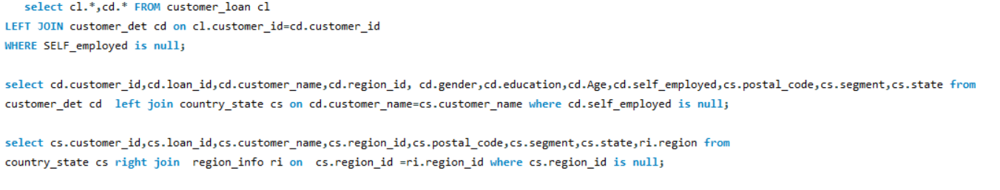 select cl.*,cd.* FROM customer_loan cl
LEFT JOIN customer_det cd on cl.customer_id=cd.customer_id
WHERE SELF_employed is null;
select cd.customer_id,cd.loan_id,cd.customer_name,cd.region_id, cd.gender,cd.education,cd.Age,cd.self_employed,cs.postal_code,cs.segment,cs.state from
customer_det cd  left join country_state cs on cd.customer_name=cs.customer_name where cd.self_employed is null;
select cs.customer_id,cs.loan_id,cs.customer_name,cs.region_id,cs.postal_code,cs.segment,cs.state,ri.region from
country_state cs right join  region_info ri on  cs.region_id =ri.region_id where cs.region_id is null;